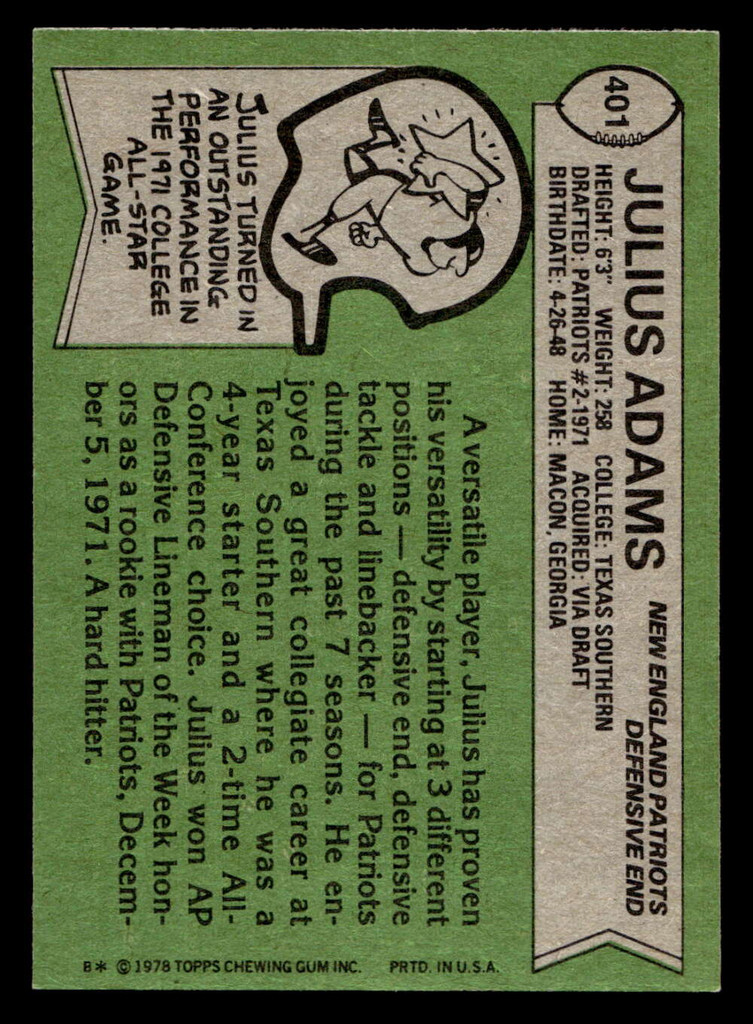 401
JULIUS ADAMS NEW ENGLAND PATRIOTS
DEFENSIVE END
HEIGHT: 6'3" WEIGHT: 258 COLLEGE: TEXAS SOUTHERN
DRAFTED: PATRIOTS #2-1971 ACQUIRED: VIA DRAFT
BIRTHDATE: 4-26-48 HOME: MACON, GEORGIA
JULIUS TURNED IN
AN OUTSTANDING
PERFORMANCE IN
THE 1971 COLLEGE
ALL-STAR
GAME.
A versatile player, Julius has proven
his versatility by starting at 3 different
positions — defensive end, defensive
tackle and linebacker — for Patriots
during the past 7 seasons. He en-
joyed a great collegiate career at
Texas Southern where he was a
4-year starter and a 2-time All-
Conference choice. Julius won AP
Defensive Lineman of the Week hon-
ors as a rookie with Patriots, Decem-
ber 5, 1971. A hard hitter.
B* © 1978 TOPPS CHEWING GUM INC. PRTD. IN U.S.A.